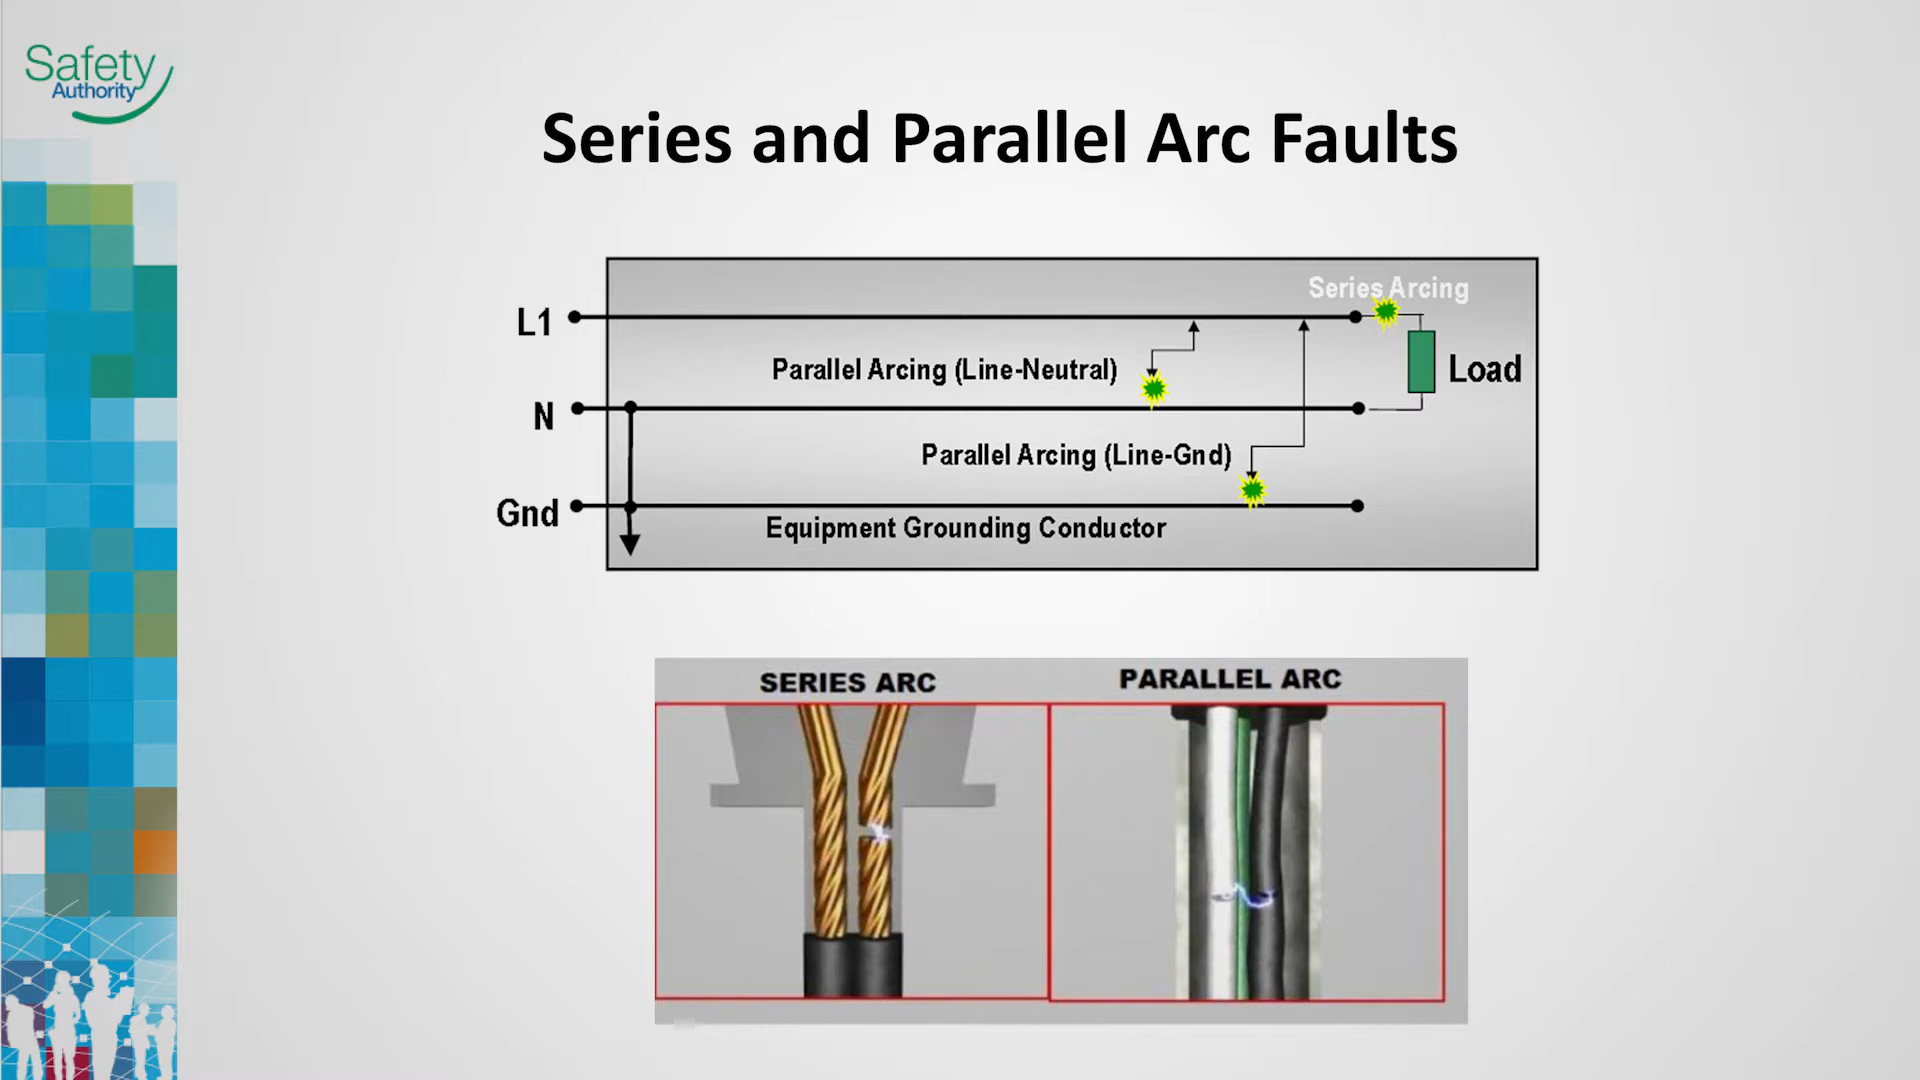 Safety
Authority
Series and Parallel Arc Faults
Series Arcing
L1
Parallel Arcing (Line-Neutral)
Load
N
Parallel Arcing (Line-Gnd)
Gnd
Equipment Grounding Conductor
SERIES ARC
PARALLEL ARC